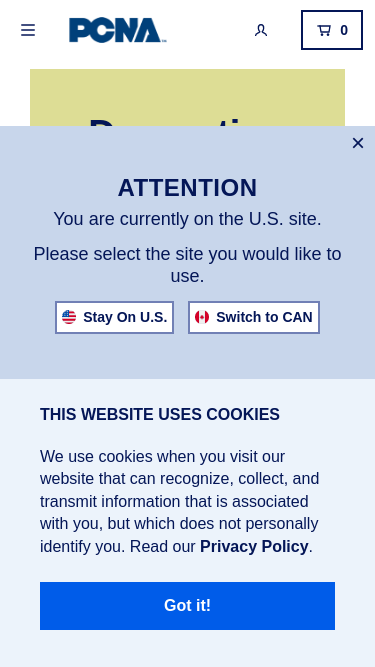 PCNA
0
ATTENTION
You are currently on the U.S. site.
Please select the site you would like to
use.
Stay On U.S.
Switch to CAN
THIS WEBSITE USES COOKIES
We use cookies when you visit our
website that can recognize, collect, and
transmit information that is associated
with you, but which does not personally
identify you. Read our Privacy Policy.
Got it!